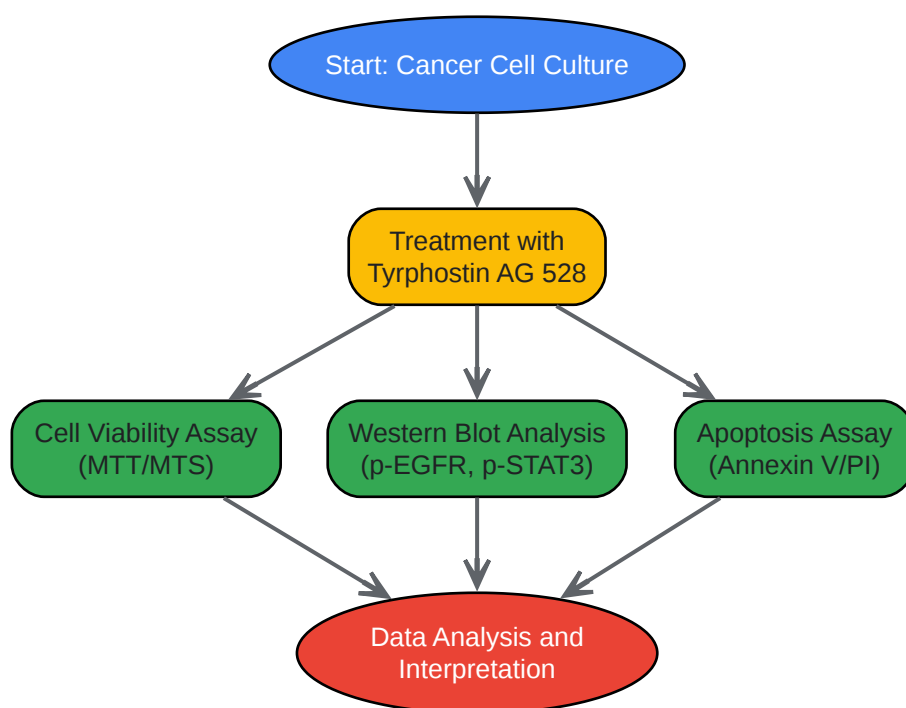 Start: Cancer Cell Culture
Treatment with
Tyrphostin AG 528
Cell Viability Assay
(MTT/MTS)
Western Blot Analysis
(p-EGFR, p-STAT3)
Apoptosis Assay
(Annexin V/PI)
Data Analysis and
Interpretation